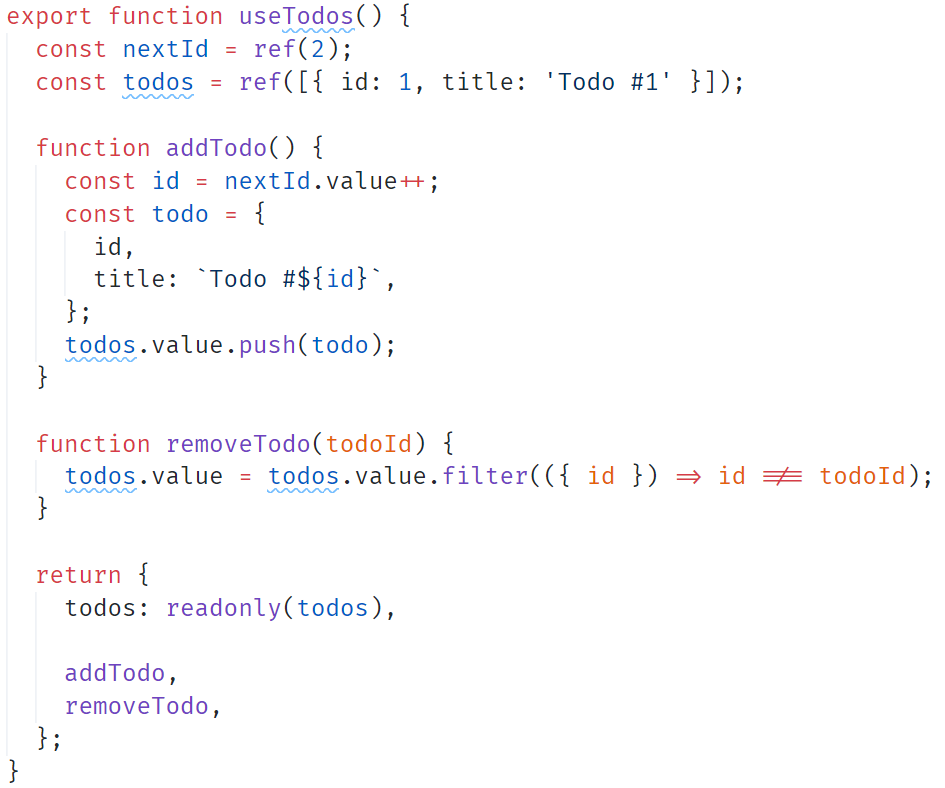 export function useTodos() {
  const nextId = ref(2);
  const todos = ref([{ id: 1, title: 'Todo #1' }]);

  function addTodo() {
    const id = nextId.value++;
    const todo = {
      id,
      title: `Todo #${id}`,
    };
    todos.value.push(todo);
  }

  function removeTodo(todoId) {
    todos.value = todos.value.filter(({ id }) => id !== todoId);
  }

  return {
    todos: readonly(todos),

    addTodo,
    removeTodo,
  };
}